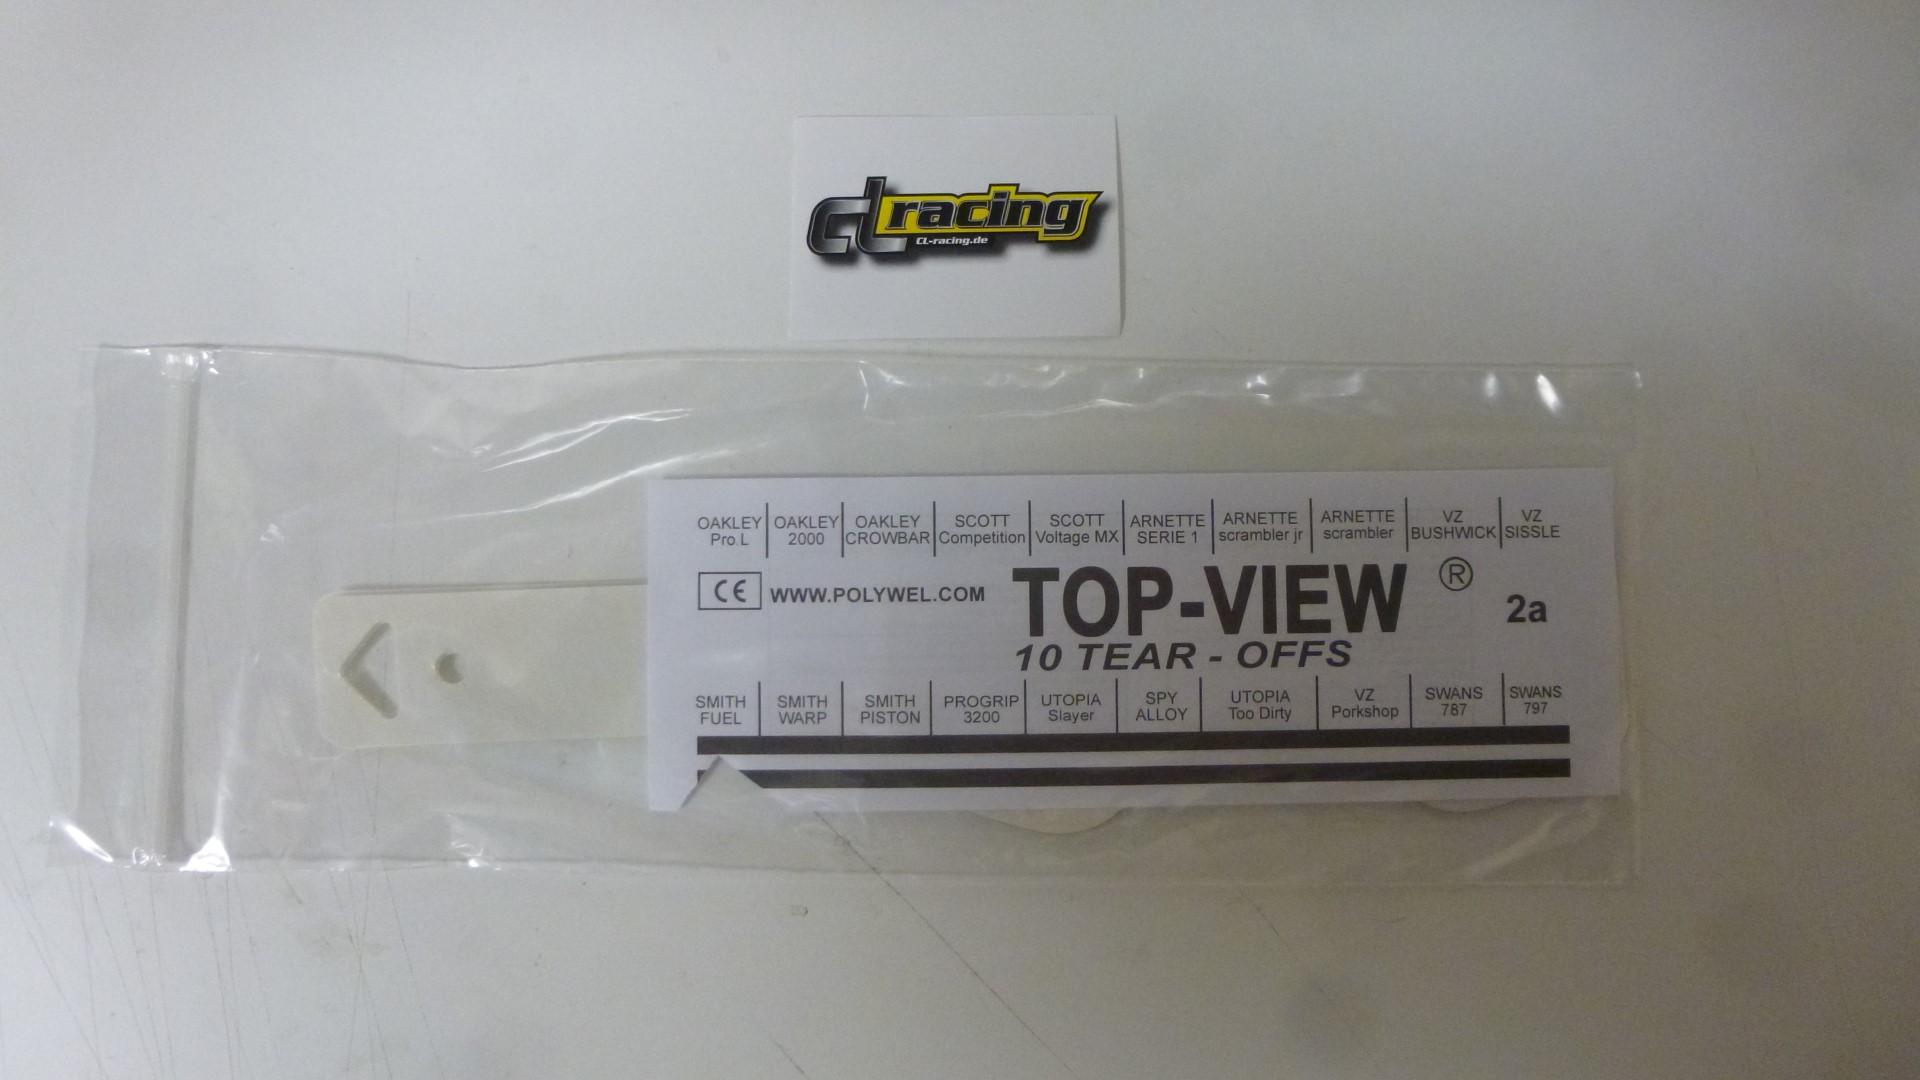 CL racing
CL-racing.de
OAKLEY Pro.L
OAKLEY 2000
OAKLEY CROWBAR
SCOTT Competition
SCOTT Voltage MX
ARNETTE SERIE 1
ARNETTE scrambler jr
ARNETTE scrambler
VZ BUSHWICK
VZ SISSLE
CE WWW.POLYWEL.COM TOP-VIEW ® 2a
10 TEAR - OFFS
SMITH FUEL
SMITH WARP
SMITH PISTON
PROGRIP 3200
UTOPIA Slayer
SPY ALLOY
UTOPIA Too Dirty
VZ Porkshop
SWANS 787
SWANS 797